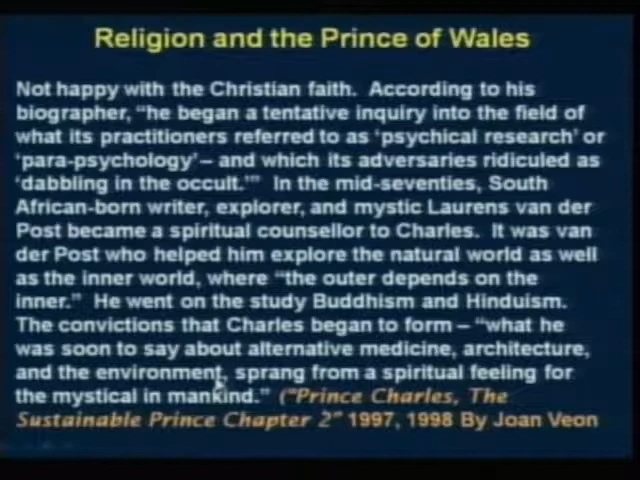 Religion and the Prince of Wales
Not happy with the Christian faith. According to his
biographer, “he began a tentative inquiry into the field of
what its practitioners referred to as ‘psychical research’ or
‘para-psychology’ – and which its adversaries ridiculed as
‘dabbling in the occult.’” In the mid-seventies, South
African-born writer, explorer, and mystic Laurens van der
Post became a spiritual counsellor to Charles. It was van
der Post who helped him explore the natural world as well
as the inner world, where “the outer depends on the
inner.” He went on the study Buddhism and Hinduism.
The convictions that Charles began to form – “what he
was soon to say about alternative medicine, architecture,
and the environment, sprang from a spiritual feeling for
the mystical in mankind.” (“Prince Charles, The
Sustainable Prince Chapter 2” 1997, 1998 By Joan Veon